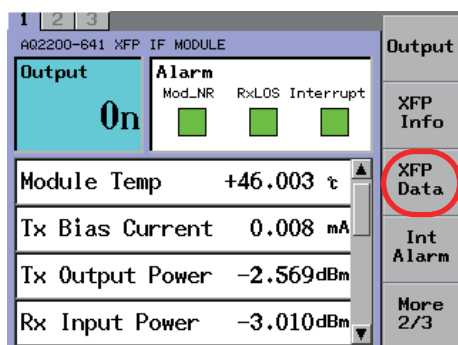 1 2 3
AQ2200-641 XFP IF MODULE
Output
On
Alarm
Mod_NR RxLOS Interrupt
Module Temp +46.003 ℃
Tx Bias Current 0.008 mA
Tx Output Power -2.569dBm
Rx Input Power -3.010dBm
Output
XFP
Info
XFP
Data
Int
Alarm
More
2/3